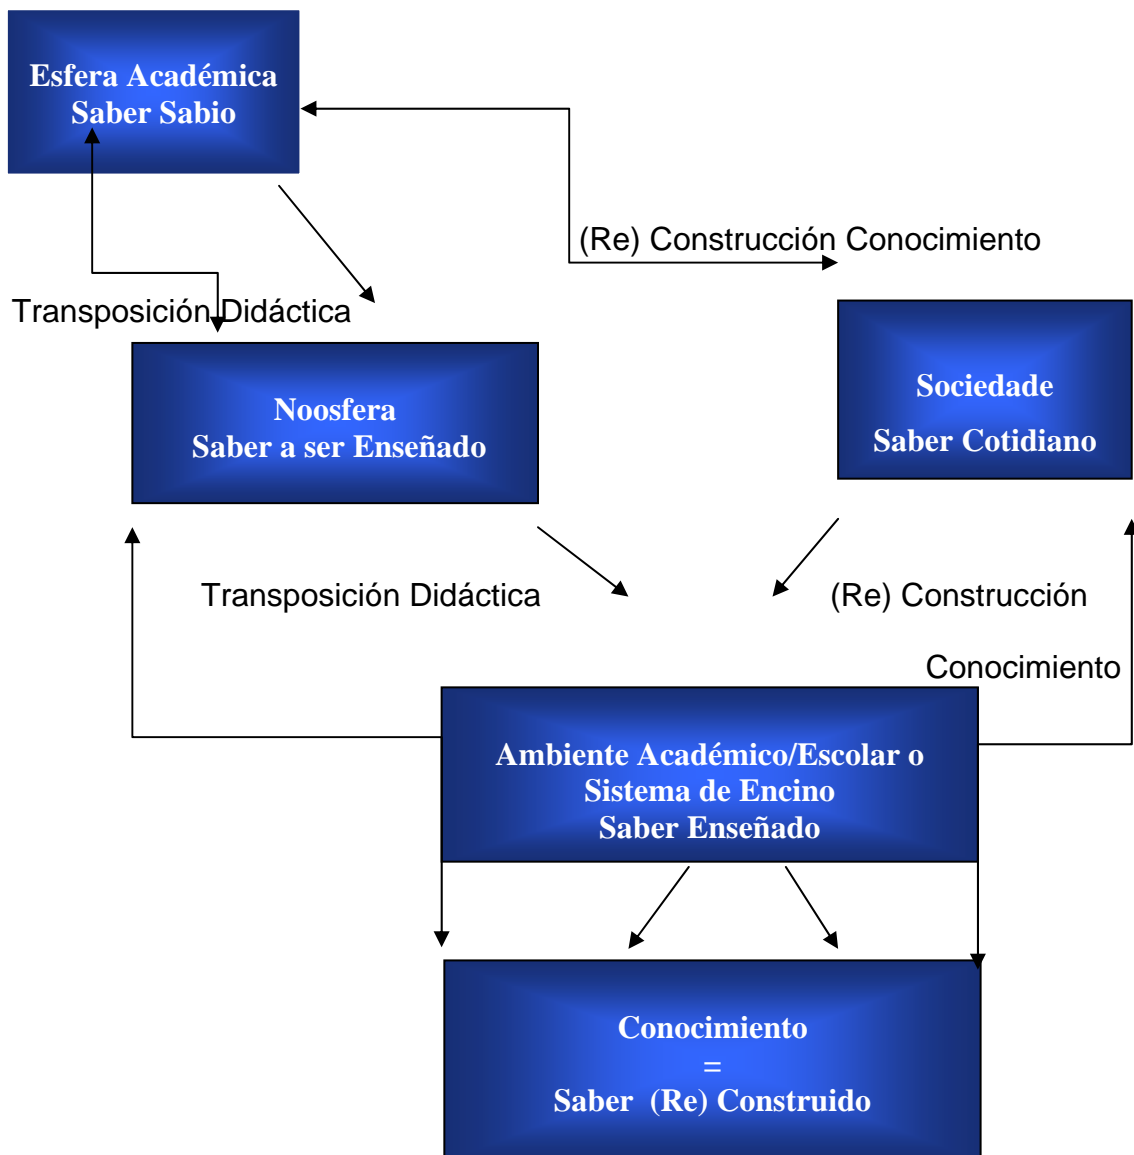 Esfera Académica
Saber Sabio
(Re) Construcción Conocimiento
Transposición Didáctica
Noosfera
Saber a ser Enseñado
Sociedade
Saber Cotidiano
Transposición Didáctica
(Re) Construcción
Conocimiento
Ambiente Académico/Escolar o
Sistema de Encino
Saber Enseñado
Conocimiento
=
Saber (Re) Construido